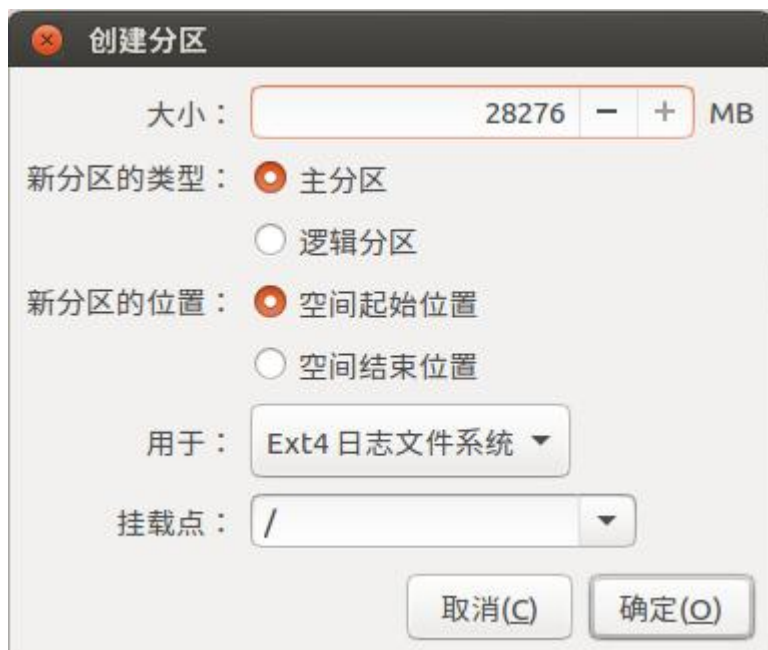 创建分区
大小： 28276 − + MB
新分区的类型： 主分区
逻辑分区
新分区的位置： 空间起始位置
空间结束位置
用于： Ext4 日志文件系统
挂载点： /
取消(C) 确定(O)